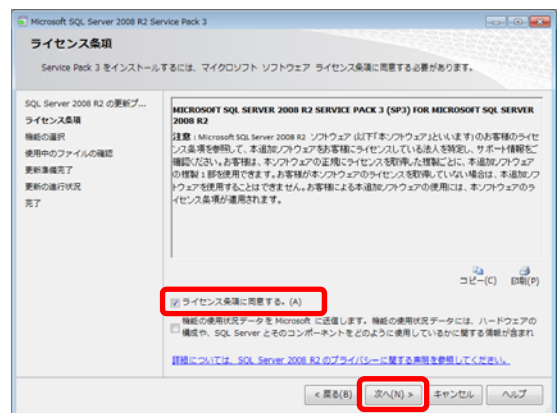 Microsoft SQL Server 2008 R2 Service Pack 3
ライセンス条項
Service Pack 3 をインストールするには、マイクロソフト ソフトウェア ライセンス条項に同意する必要があります。
SQL Server 2008 R2 の更新プ...
ライセンス条項
機能の選択
使用中のファイルの確認
更新準備完了
更新の進行状況
完了
MICROSOFT SQL SERVER 2008 R2 SERVICE PACK 3 (SP3) FOR MICROSOFT SQL SERVER
2008 R2
注意 : Microsoft SQL Server 2008 R2 ソフトウェア (以下「本ソフトウェア」といいます) のお客様のライセ
ンス条項を参照して、本追加ソフトウェアをお客様にライセンスしている法人を特定し、サポート情報をご
確認ください。お客様は、本ソフトウェアの正規にライセンスを取得した複製ごとに、本追加ソフトウェア
の複製 1 部を使用できます。お客様が本ソフトウェアのライセンスを取得していない場合は、本追加ソフ
トウェアを使用することはできません。お客様による本追加ソフトウェアの使用には、本ソフトウェアのラ
イセンス条項が適用されます。
コピー(C) 印刷(P)
ライセンス条項に同意する。(A)
機能の使用状況データを Microsoft に送信します。機能の使用状況データには、ハードウェアの
構成や、SQL Server とそのコンポーネントをどのように使用しているかに関する情報が含まれ
詳細については、SQL Server 2008 R2 のプライバシーに関する声明を参照してください。
< 戻る(B) 次へ(N) > キャンセル ヘルプ